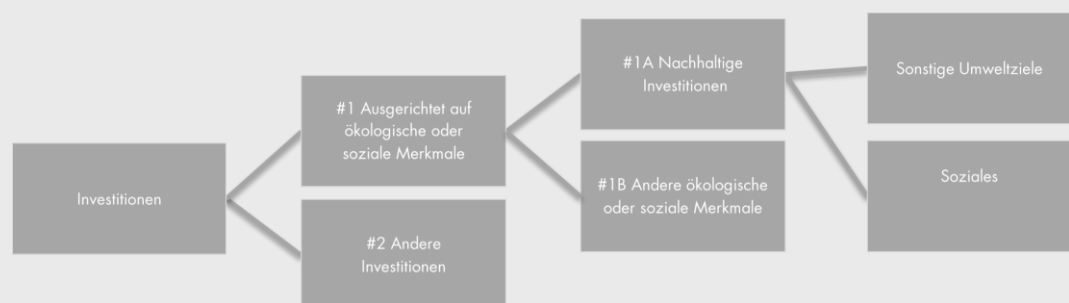 Investitionen
#1 Ausgerichtet auf
ökologische oder
soziale Merkmale
#2 Andere
Investitionen
#1A Nachhaltige
Investitionen
#1B Andere ökologische
oder soziale Merkmale
Sonstige Umweltziele
Soziales